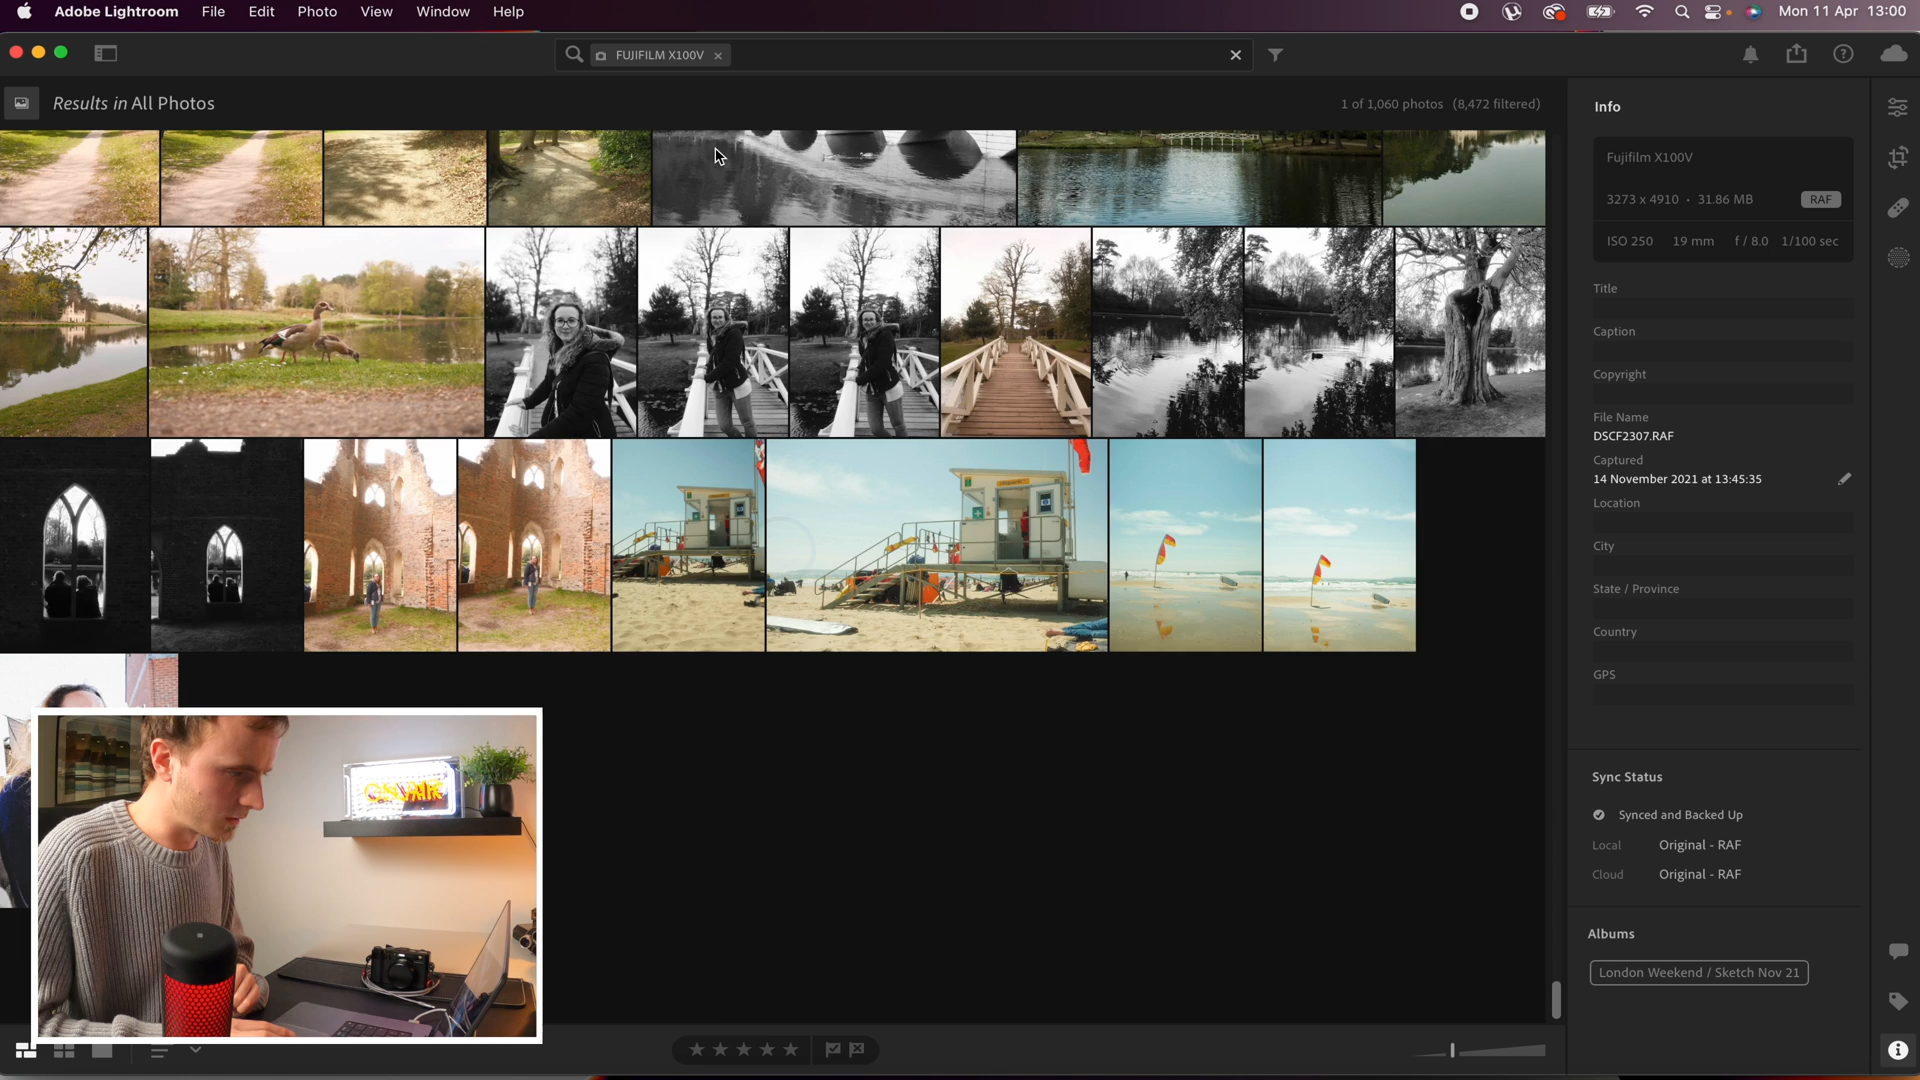 Adobe Lightroom File Edit Photo View Window Help Mon 11 Apr 13:00
FUJIFILM X100V
Results in All Photos 1 of 1,060 photos (8,472 filtered)
Info
Fujifilm X100V
3273 x 4910 • 31.86 MB RAF
ISO 250 19 mm f / 8.0 1/100 sec
Title
Caption
Copyright
File Name
DSCF2307.RAF
Captured
14 November 2021 at 13:45:35
Location
City
State / Province
Country
GPS
Sync Status
Synced and Backed Up
Local Original - RAF
Cloud Original - RAF
Albums
London Weekend / Sketch Nov 21
ON AIR